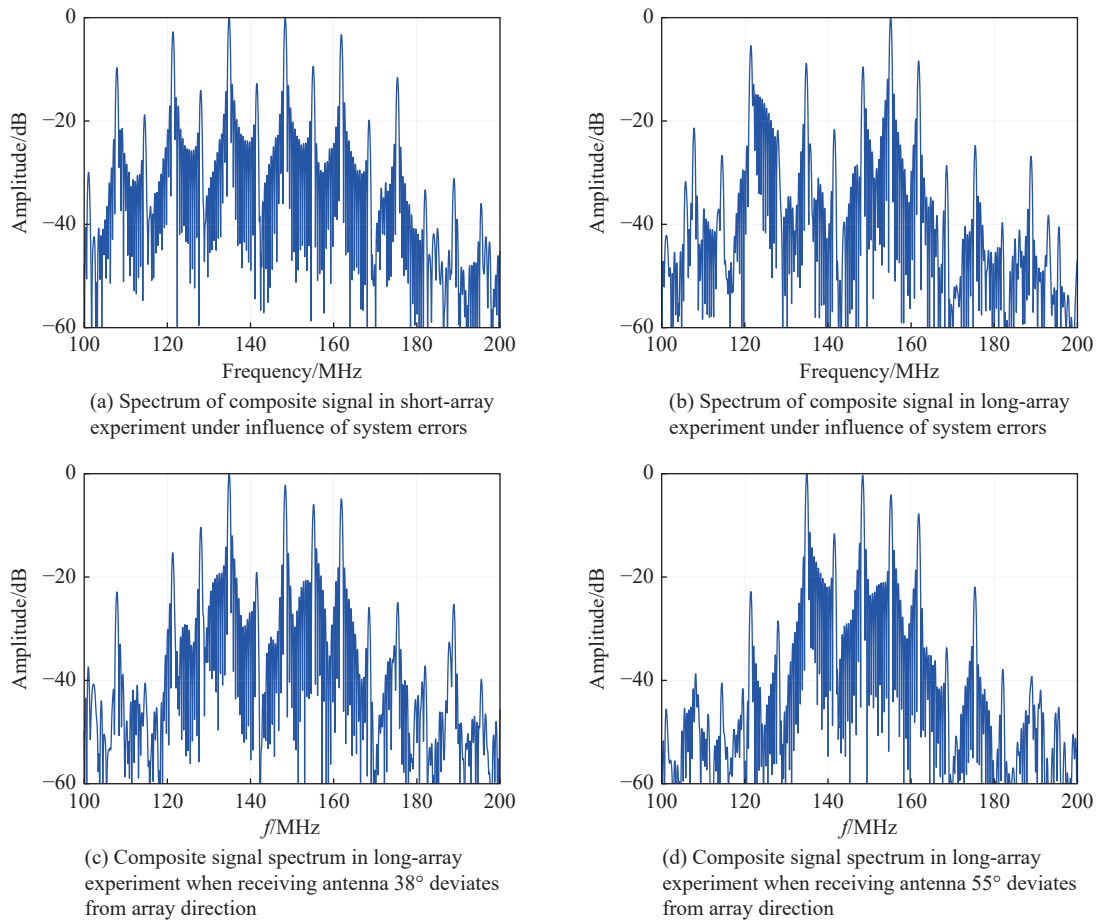 0
−20
−40
−60
Amplitude/dB
100 120 140 160 180 200
Frequency/MHz
(a) Spectrum of composite signal in short-array
experiment under influence of system errors
0
−20
−40
−60
Amplitude/dB
100 120 140 160 180 200
Frequency/MHz
(b) Spectrum of composite signal in long-array
experiment under influence of system errors
0
−20
−40
−60
Amplitude/dB
100 120 140 160 180 200
f/MHz
(c) Composite signal spectrum in long-array
experiment when receiving antenna 38° deviates
from array direction
0
−20
−40
−60
Amplitude/dB
100 120 140 160 180 200
f/MHz
(d) Composite signal spectrum in long-array
experiment when receiving antenna 55° deviates
from array direction